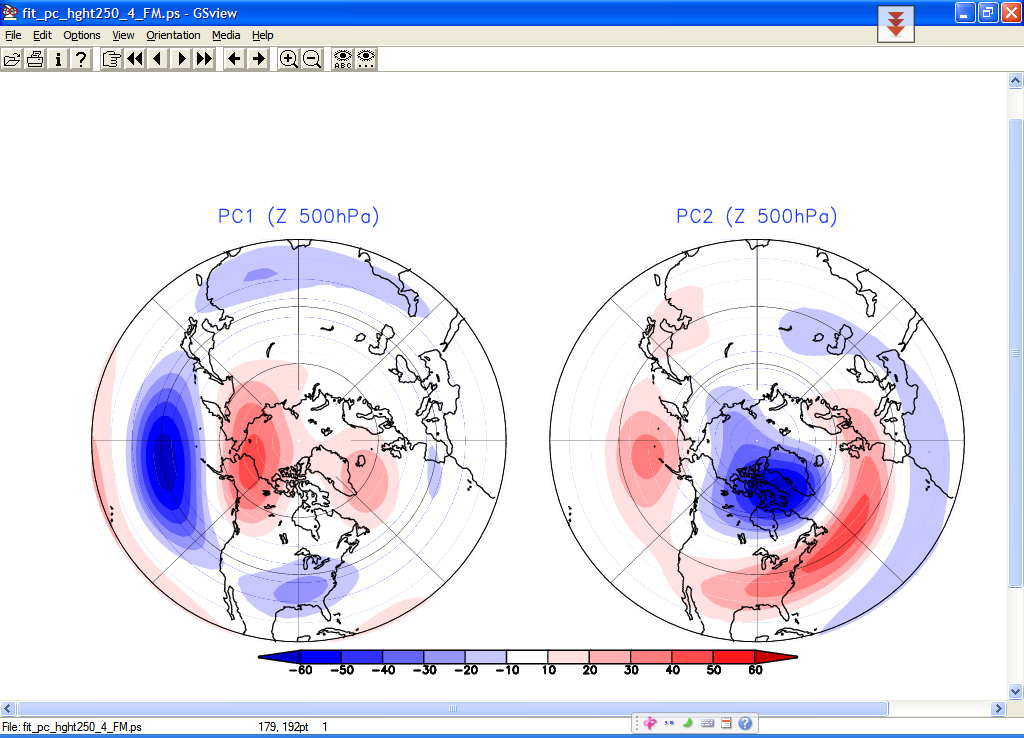 fit_pc_hght250_4_FM.ps - GSview
File Edit Options View Orientation Media Help
i ? ABC
PC1 (Z 500hPa) PC2 (Z 500hPa)
-60 -50 -40 -30 -20 -10 10 20 30 40 50 60
File: fit_pc_hght250_4_FM.ps 179, 192pt 1